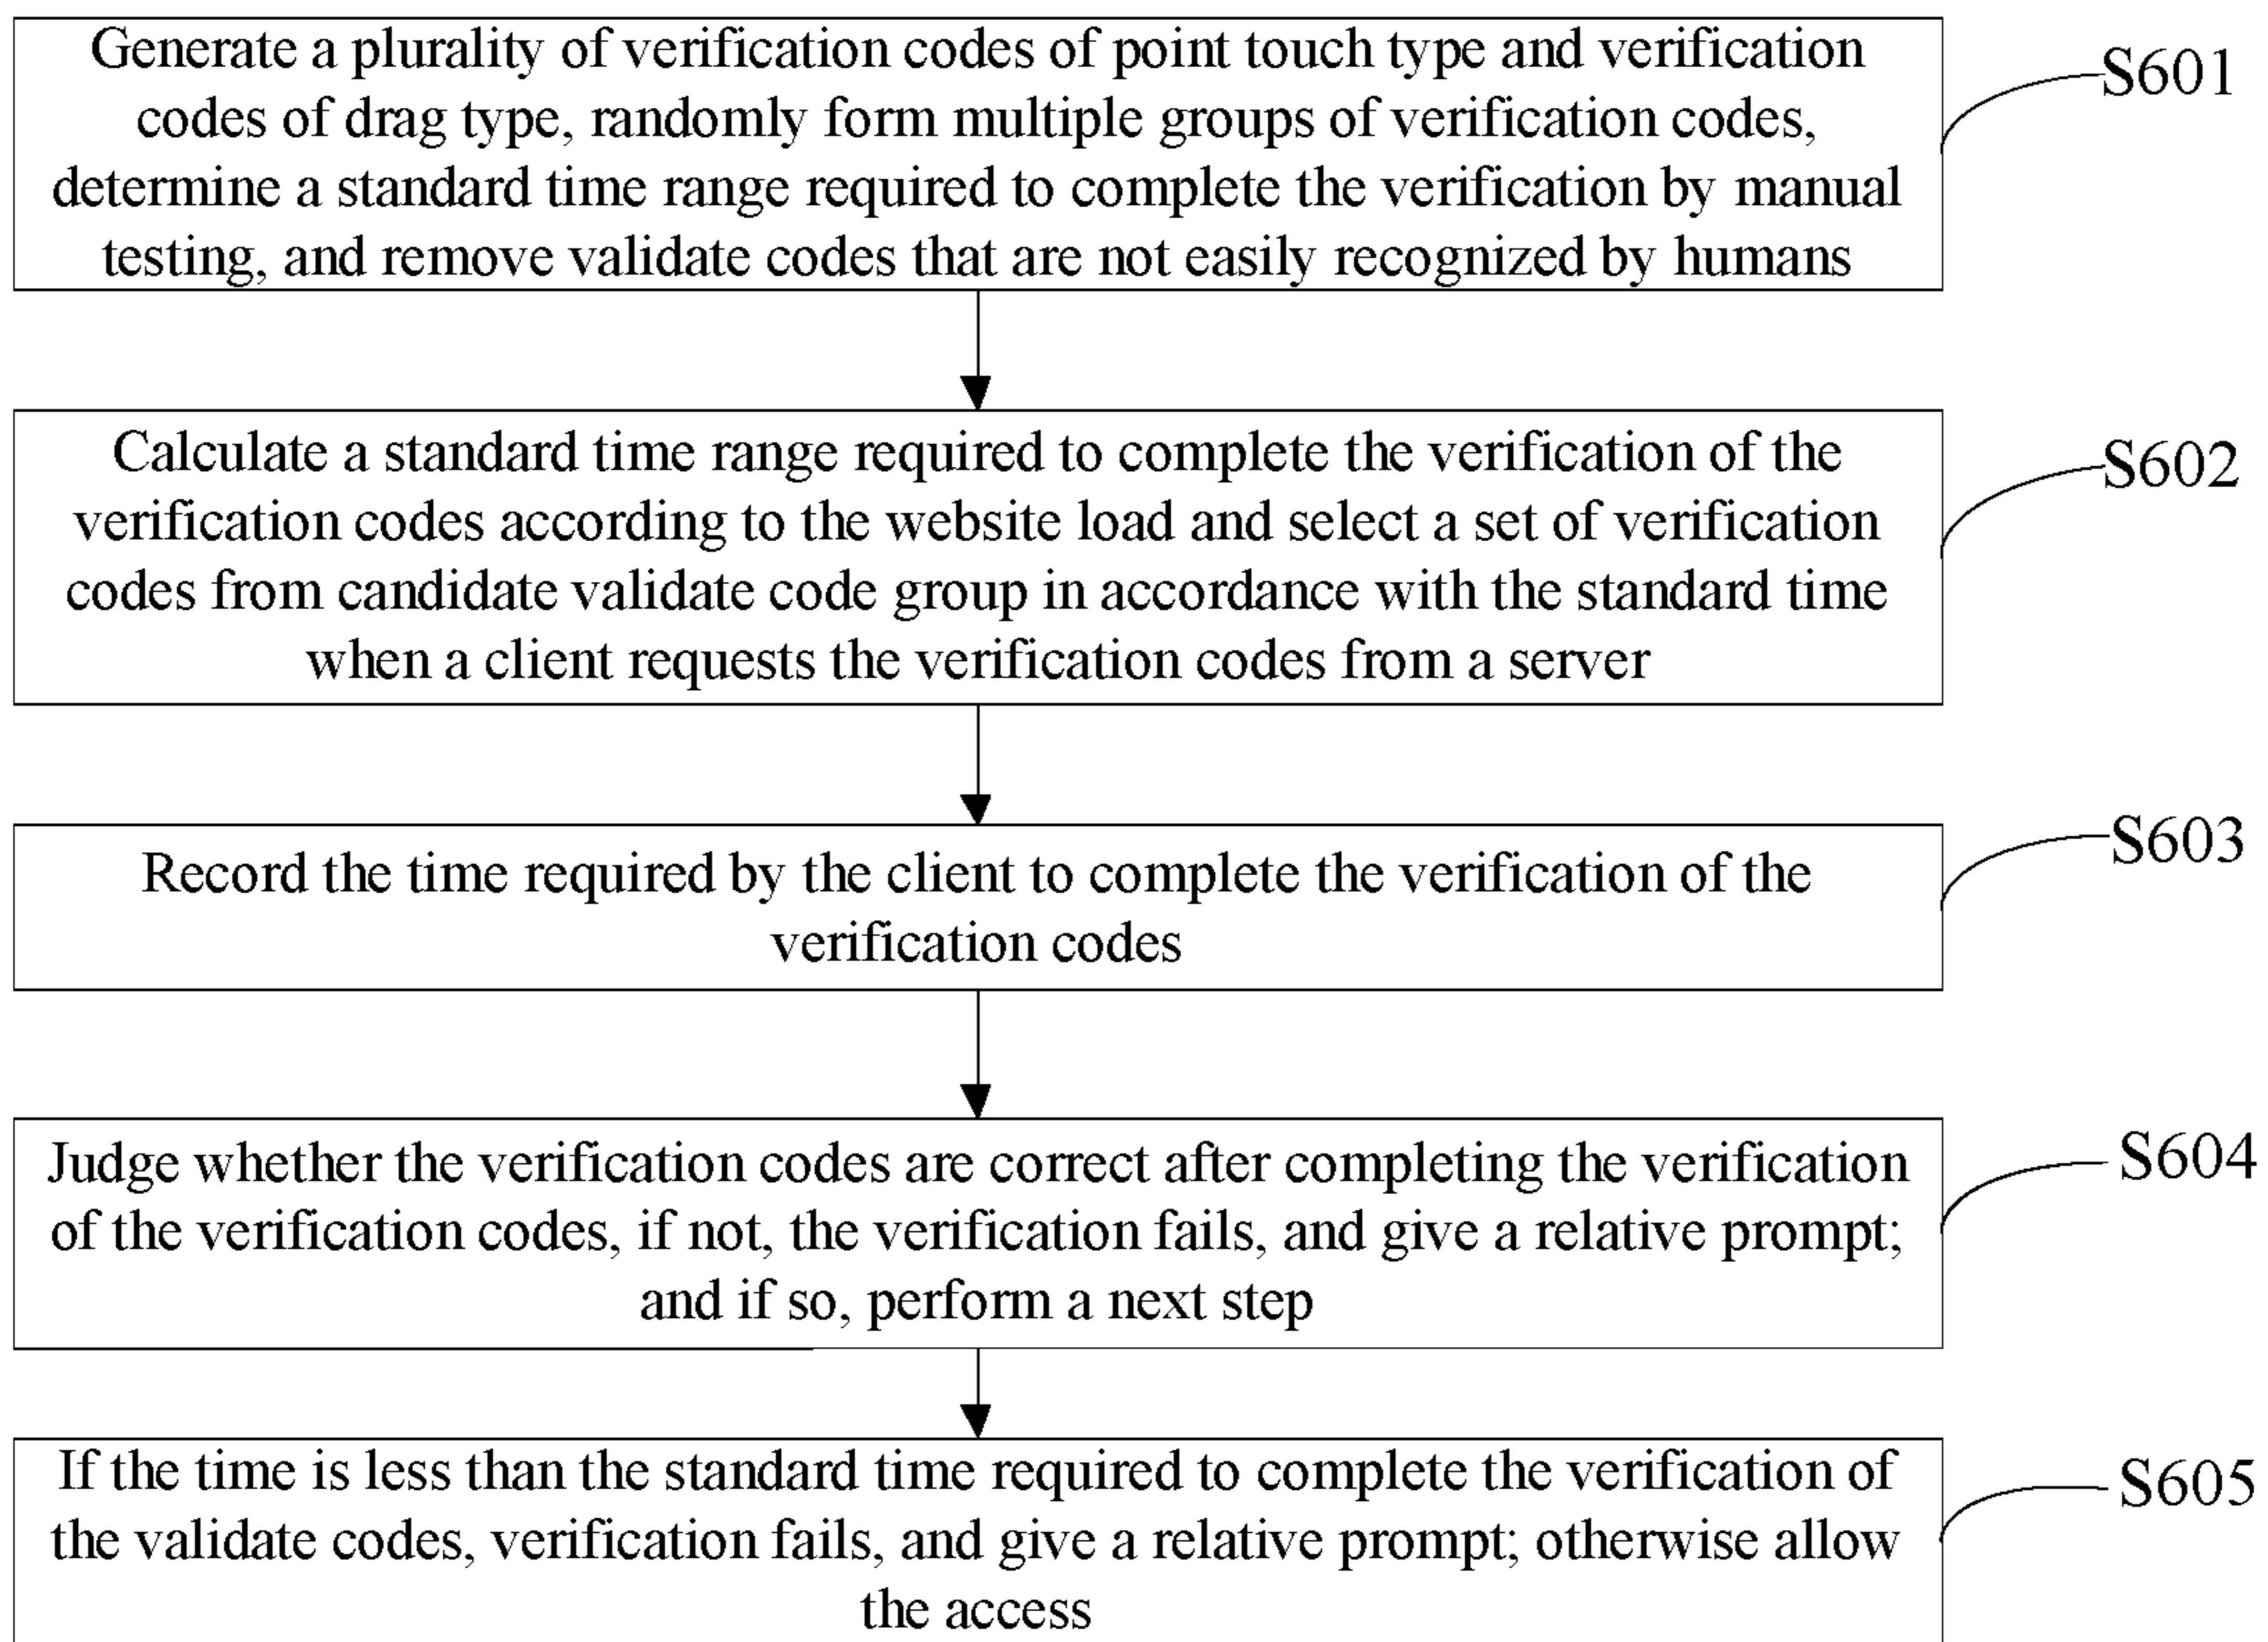 Generate a plurality of verification codes of point touch type and verification
codes of drag type, randomly form multiple groups of verification codes,
determine a standard time range required to complete the verification by manual
testing, and remove validate codes that are not easily recognized by humans
S601
Calculate a standard time range required to complete the verification of the
verification codes according to the website load and select a set of verification
codes from candidate validate code group in accordance with the standard time
when a client requests the verification codes from a server
S602
Record the time required by the client to complete the verification of the
verification codes
S603
Judge whether the verification codes are correct after completing the verification
of the verification codes, if not, the verification fails, and give a relative prompt;
and if so, perform a next step
S604
If the time is less than the standard time required to complete the verification of
the validate codes, verification fails, and give a relative prompt; otherwise allow
the access
S605